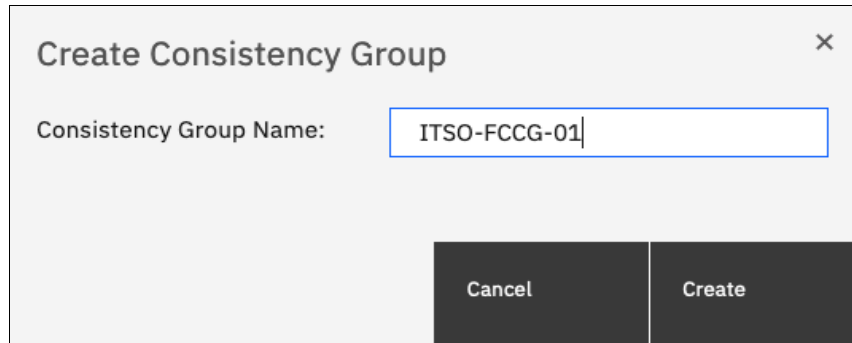 Create Consistency Group
Consistency Group Name: ITSO-FCCG-01
Cancel Create